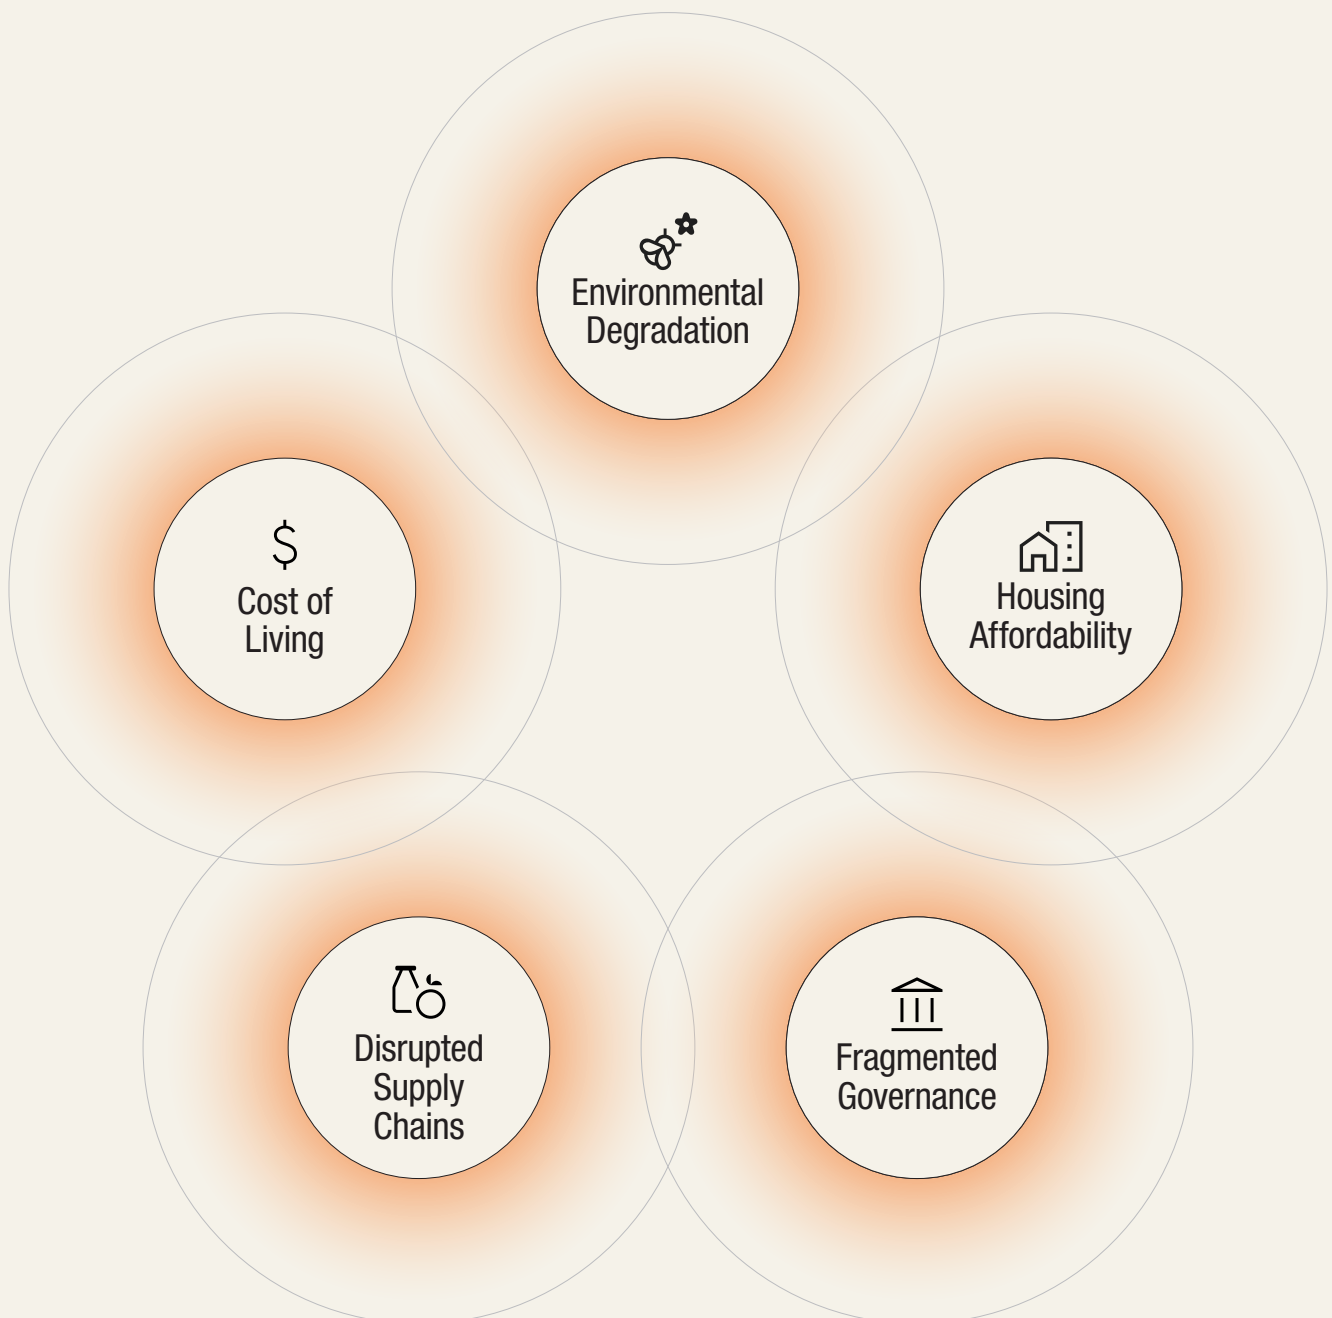 Environmental
Degradation
Cost of
Living
Housing
Affordability
Disrupted
Supply
Chains
Fragmented
Governance